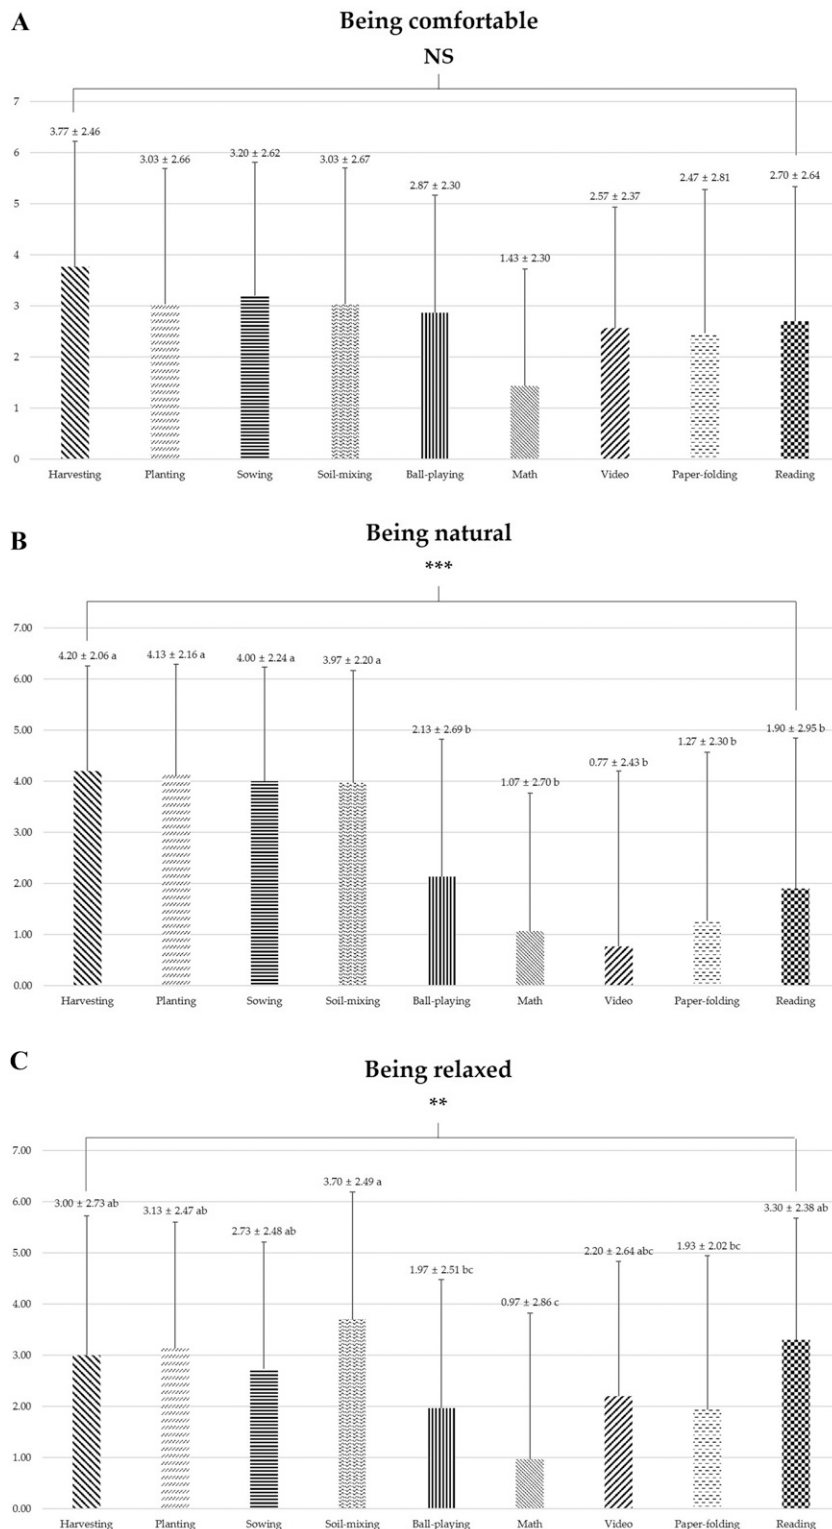 A
Being comfortable
NS
7
3.77 ± 2.46
3.03 ± 2.66
3.20 ± 2.62
3.03 ± 2.67
2.87 ± 2.30
1.43 ± 2.30
2.57 ± 2.37
2.47 ± 2.81
2.70 ± 2.64
6
5
4
3
2
1
0
Harvesting Planting Sowing Soil-mixing Ball-playing Math Video Paper-folding Reading
B
Being natural
***
7.00
4.20 ± 2.06 a
4.13 ± 2.16 a
4.00 ± 2.24 a
3.97 ± 2.20 a
2.13 ± 2.69 b
1.07 ± 2.70 b
0.77 ± 2.43 b
1.27 ± 2.30 b
1.90 ± 2.95 b
6.00
5.00
4.00
3.00
2.00
1.00
0.00
Harvesting Planting Sowing Soil-mixing Ball-playing Math Video Paper-folding Reading
C
Being relaxed
**
7.00
3.00 ± 2.73 ab
3.13 ± 2.47 ab
2.73 ± 2.48 ab
3.70 ± 2.49 a
1.97 ± 2.51 bc
0.97 ± 2.86 c
2.20 ± 2.64 abc
1.93 ± 2.02 bc
3.30 ± 2.38 ab
6.00
5.00
4.00
3.00
2.00
1.00
0.00
Harvesting Planting Sowing Soil-mixing Ball-playing Math Video Paper-folding Reading